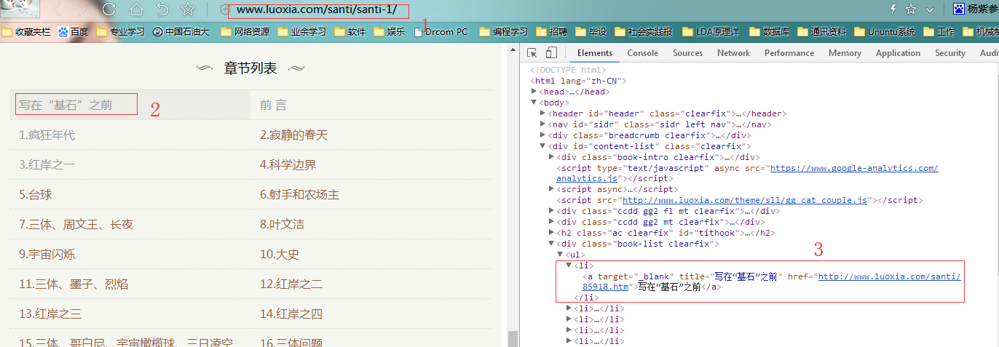 www.luoxia.com/santi/santi-1/
杨紫参
1
收藏夹栏 百度 专业学习 中国石油大 网络资源 业余学习 软件 娱乐 Drcom PC 编程学习 招聘 毕设 社会实践报 LDA原理详 数据库 通讯资料 Ununtu系统 工作 机械制
章节列表
写在“基石”之前 2 前 言
1.疯狂年代 2.寂静的春天
3.红岸之一 4.科学边界
5.台球 6.射手和农场主
7.三体、周文王、长夜 8.叶文洁
9.宇宙闪烁 10.大史
11.三体、墨子、烈焰 12.红岸之二
13.红岸之三 14.红岸之四
15.三体、哥白尼、宇宙橄榄球、三日凌空 16.三体问题
Elements Console Sources Network Performance Memory Application Security Audi
<!DOCTYPE html>
<html lang="zh-CN">
<head>…</head>
<body>
<header id="header" class="clearfix">…</header>
<nav id="sidr" class="sidr left nav">…</nav>
<div class="breadcrumb clearfix">…</div>
<div id="content-list" class="clearfix">
<div class="book-intro clearfix">…</div>
<script type="text/javascript" async src="https://www.google-analytics.com/
analytics.js"></script>
<script async>…</script>
<script src="http://www.luoxia.com/theme/sll/gg_cat_couple.js"></script>
<div class="ccdd gg2 fl mt clearfix">…</div>
<div class="ccdd gg2 mt clearfix">…</div>
<h2 class="ac clearfix" id="tithook">…</h2>
<div class="book-list clearfix">
3
<ul>
<li>
<a target="_blank" title="写在“基石”之前" href="http://www.luoxia.com/santi/
85918.htm">写在“基石”之前</a>
</li>
<li>…</li>
<li>…</li>
<li>…</li>
<li>…</li>